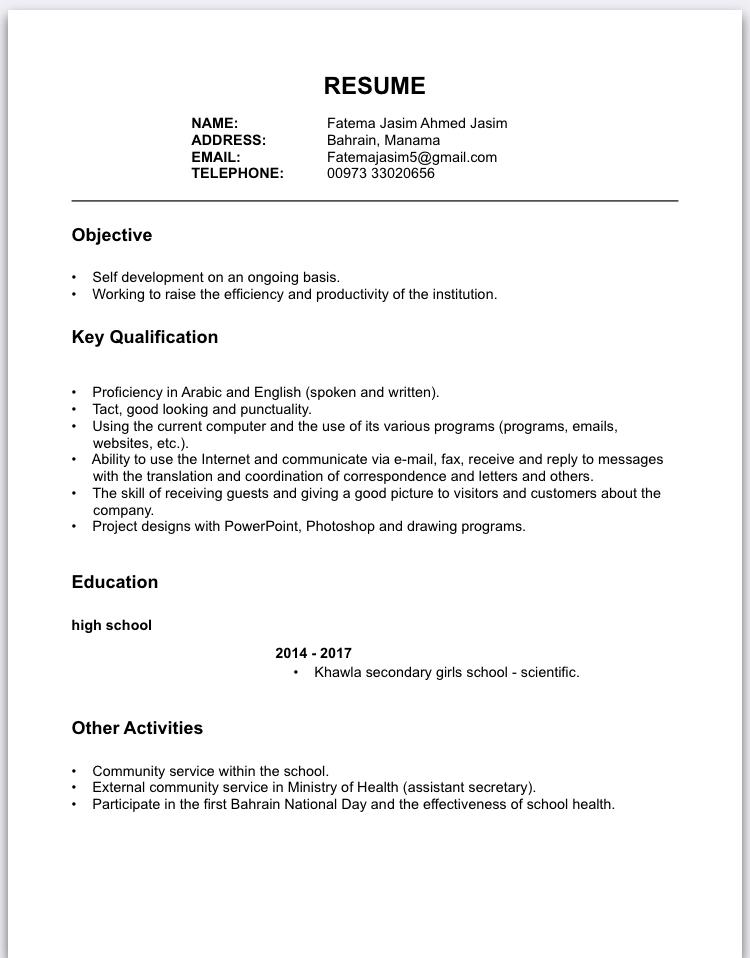 RESUME
NAME: Fatema Jasim Ahmed Jasim
ADDRESS: Bahrain, Manama
EMAIL: Fatemajasim5@gmail.com
TELEPHONE: 00973 33020656
Objective
• Self development on an ongoing basis.
• Working to raise the efficiency and productivity of the institution.
Key Qualification
• Proficiency in Arabic and English (spoken and written).
• Tact, good looking and punctuality.
• Using the current computer and the use of its various programs (programs, emails,
websites, etc.).
• Ability to use the Internet and communicate via e-mail, fax, receive and reply to messages
with the translation and coordination of correspondence and letters and others.
• The skill of receiving guests and giving a good picture to visitors and customers about the
company.
• Project designs with PowerPoint, Photoshop and drawing programs.
Education
high school
2014 - 2017
• Khawla secondary girls school - scientific.
Other Activities
• Community service within the school.
• External community service in Ministry of Health (assistant secretary).
• Participate in the first Bahrain National Day and the effectiveness of school health.